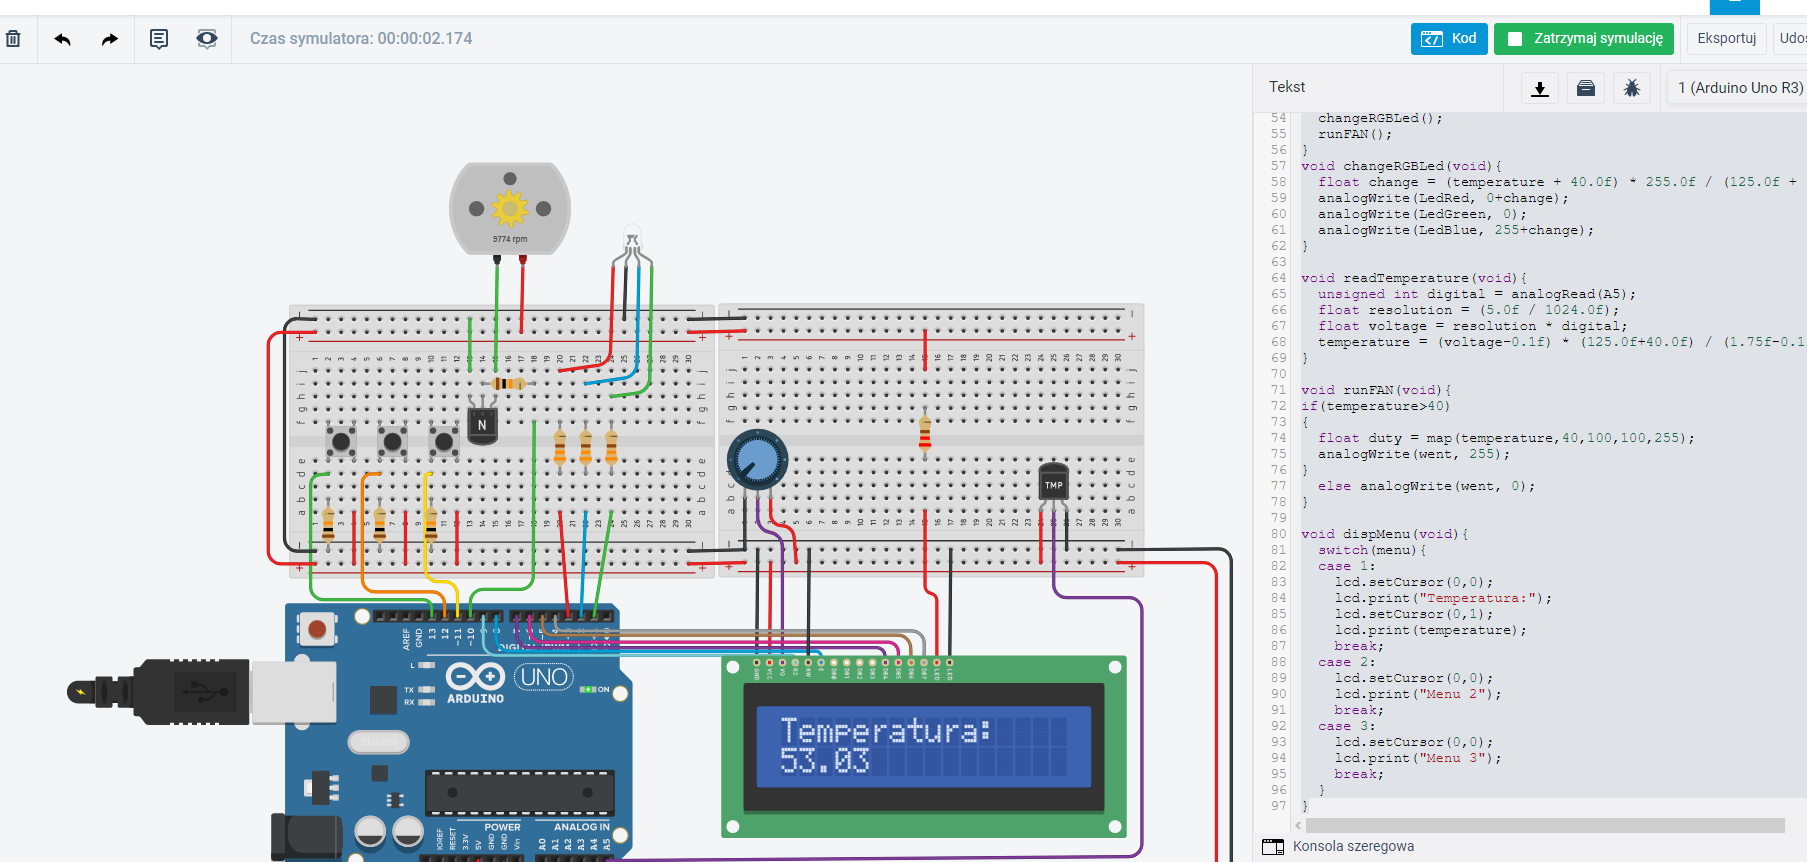 Czas symulatora: 00:00:02.174
Kod
Zatrzymaj symulację
Eksportuj
Udos
Tekst
1 (Arduino Uno R3)
54 changeRGBLed();
55 runFAN();
56 }
57 void changeRGBLed(void){
58 float change = (temperature + 40.0f) * 255.0f / (125.0f +
59 analogWrite(LedRed, 0+change);
60 analogWrite(LedGreen, 0);
61 analogWrite(LedBlue, 255+change);
62 }
63
64 void readTemperature(void){
65 unsigned int digital = analogRead(A5);
66 float resolution = (5.0f / 1024.0f);
67 float voltage = resolution * digital;
68 temperature = (voltage-0.1f) * (125.0f+40.0f) / (1.75f-0.1
69 }
70
71 void runFAN(void){
72 if(temperature>40)
73 {
74 float duty = map(temperature,40,100,100,255);
75 analogWrite(went, 255);
76 }
77 else analogWrite(went, 0);
78 }
79
80 void dispMenu(void){
81 switch(menu){
82 case 1:
83 lcd.setCursor(0,0);
84 lcd.print("Temperatura:");
85 lcd.setCursor(0,1);
86 lcd.print(temperature);
87 break;
88 case 2:
89 lcd.setCursor(0,0);
90 lcd.print("Menu 2");
91 break;
92 case 3:
93 lcd.setCursor(0,0);
94 lcd.print("Menu 3");
95 break;
96 }
97 }
Konsola szeregowa
9774 rpm
N
TMP
AREF
GND
13
12
~11
~10
L
TX
RX
ARDUINO
UNO
ON
Temperatura:
53.03
POWER
ANALOG IN
IOREF
RESET
3.3V
5V
GND
GND
Vin
A0
A1
A2
A3
A4
A5